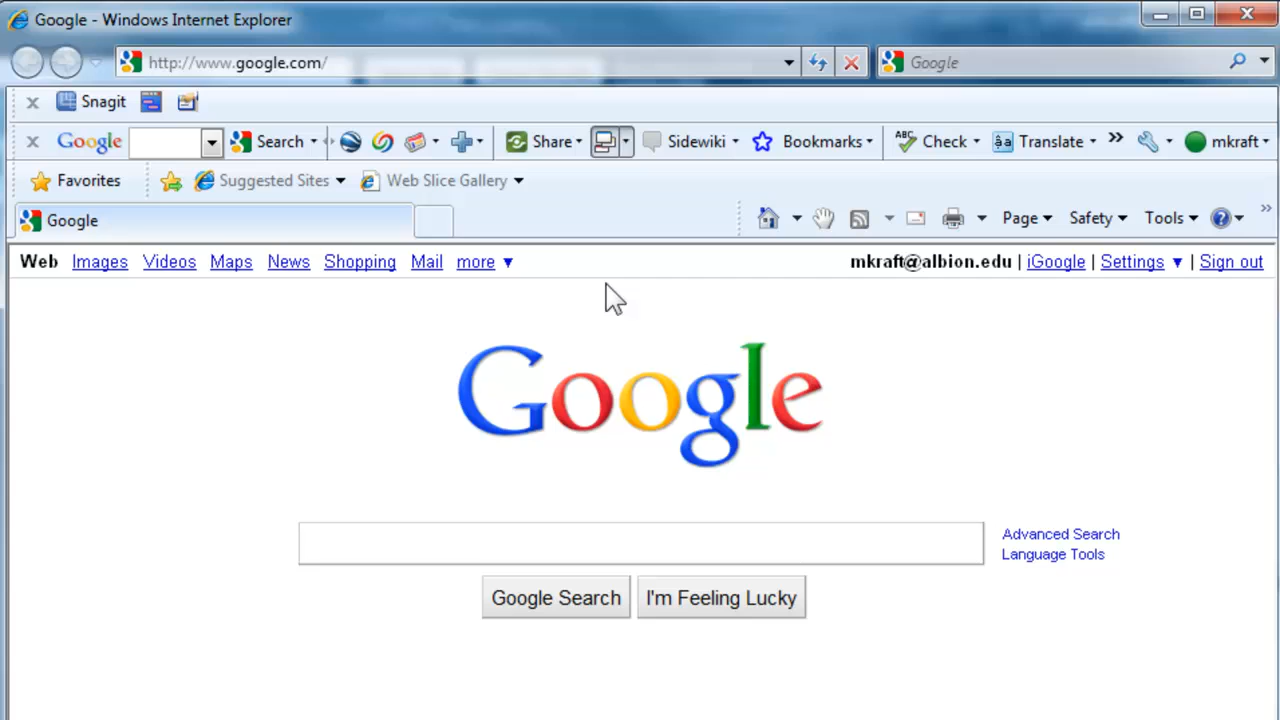 Google - Windows Internet Explorer
http://www.google.com/ Google
x Snagit
x Google Search Share Sidewiki Bookmarks ABC Check äa Translate » mkraft
Favorites Suggested Sites Web Slice Gallery
Google Page Safety Tools »
Web Images Videos Maps News Shopping Mail more ▼ mkraft@albion.edu | iGoogle | Settings ▼ | Sign out
Google
Advanced Search
Language Tools
Google Search I'm Feeling Lucky